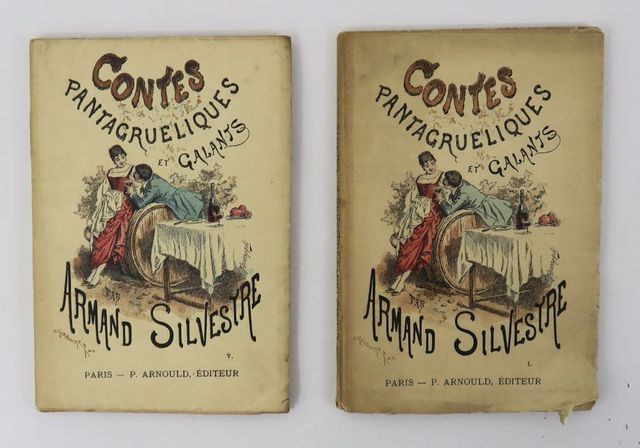 CONTES
PANTAGRUELIQUES
ET GALANTS
PAR
ARMAND SILVESTRE
V.
PARIS — P. ARNOULD, ÉDITEUR
CONTES
PANTAGRUELIQUES
ET GALANTS
PAR
ARMAND SILVESTRE
1.
PARIS — P. ARNOULD, ÉDITEUR